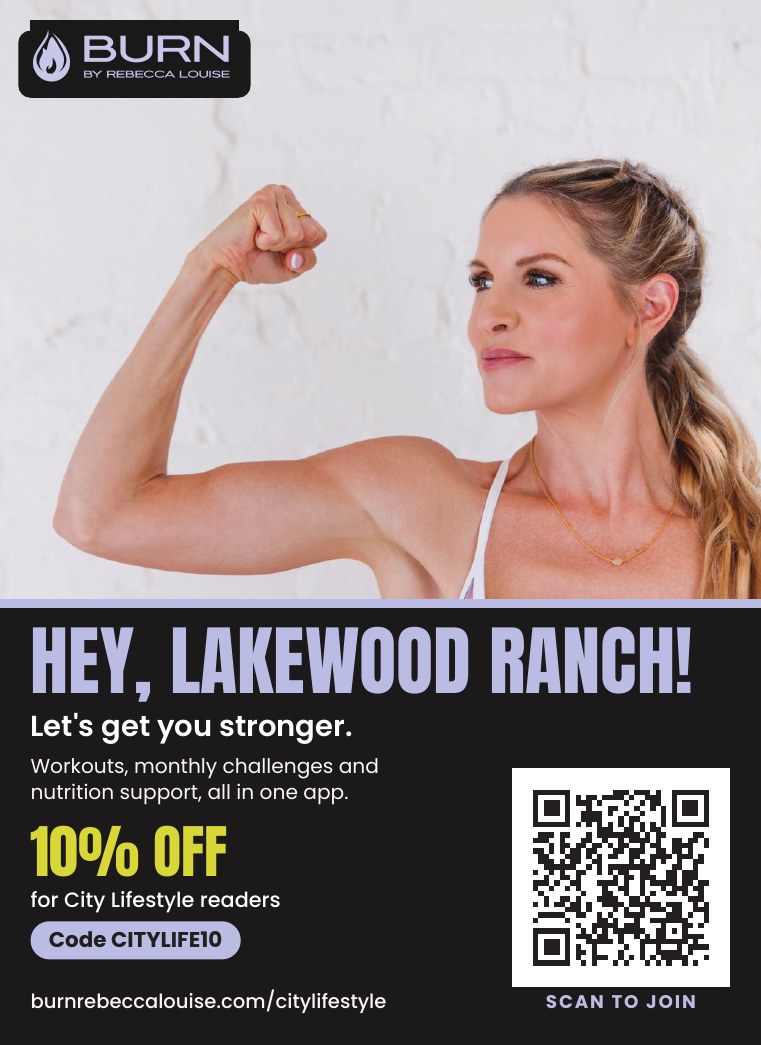 BURN
BY REBECCA LOUISE
HEY, LAKEWOOD RANCH!
Let's get you stronger.
Workouts, monthly challenges and
nutrition support, all in one app.
10% OFF
for City Lifestyle readers
Code CITYLIFE10
burnrebeccalouise.com/citylifestyle
SCAN TO JOIN